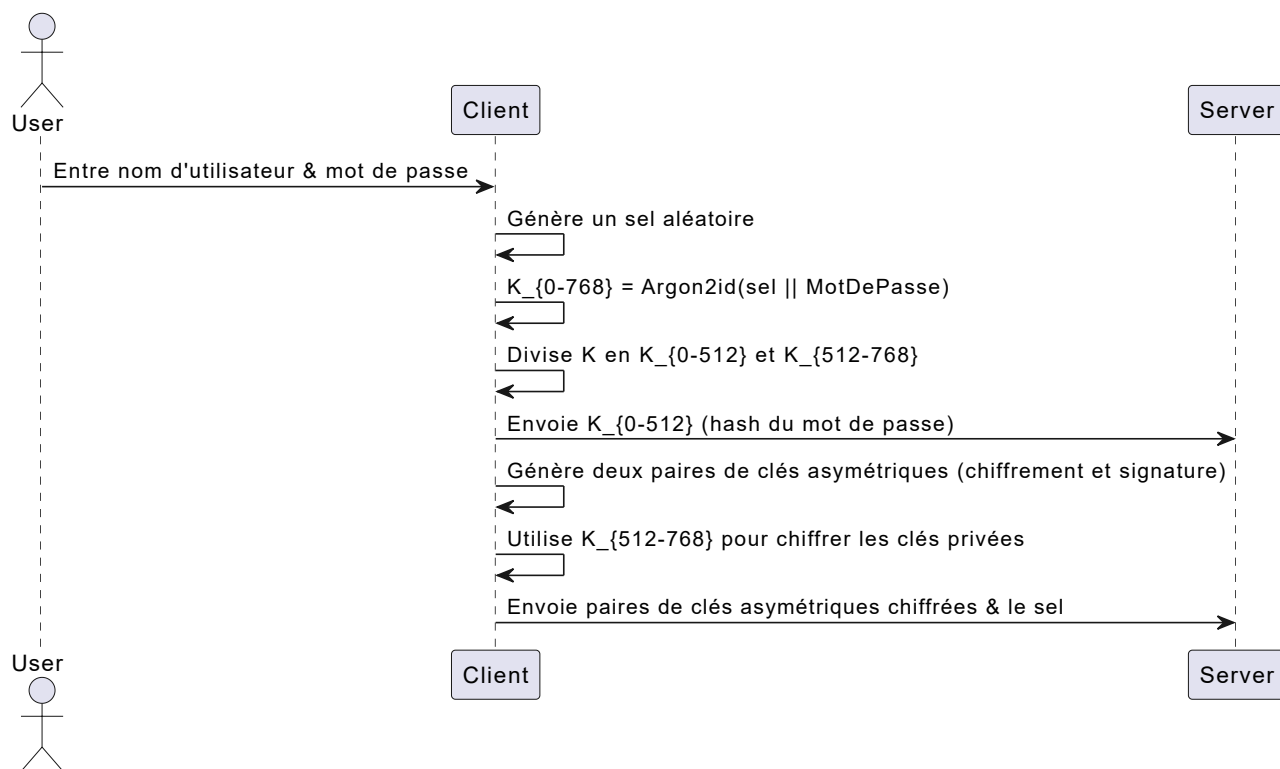 User
Client
Server
Entre nom d'utilisateur & mot de passe
Génère un sel aléatoire
K_{0-768} = Argon2id(sel || MotDePasse)
Divise K en K_{0-512} et K_{512-768}
Envoie K_{0-512} (hash du mot de passe)
Génère deux paires de clés asymétriques (chiffrement et signature)
Utilise K_{512-768} pour chiffrer les clés privées
Envoie paires de clés asymétriques chiffrées & le sel
User
Client
Server